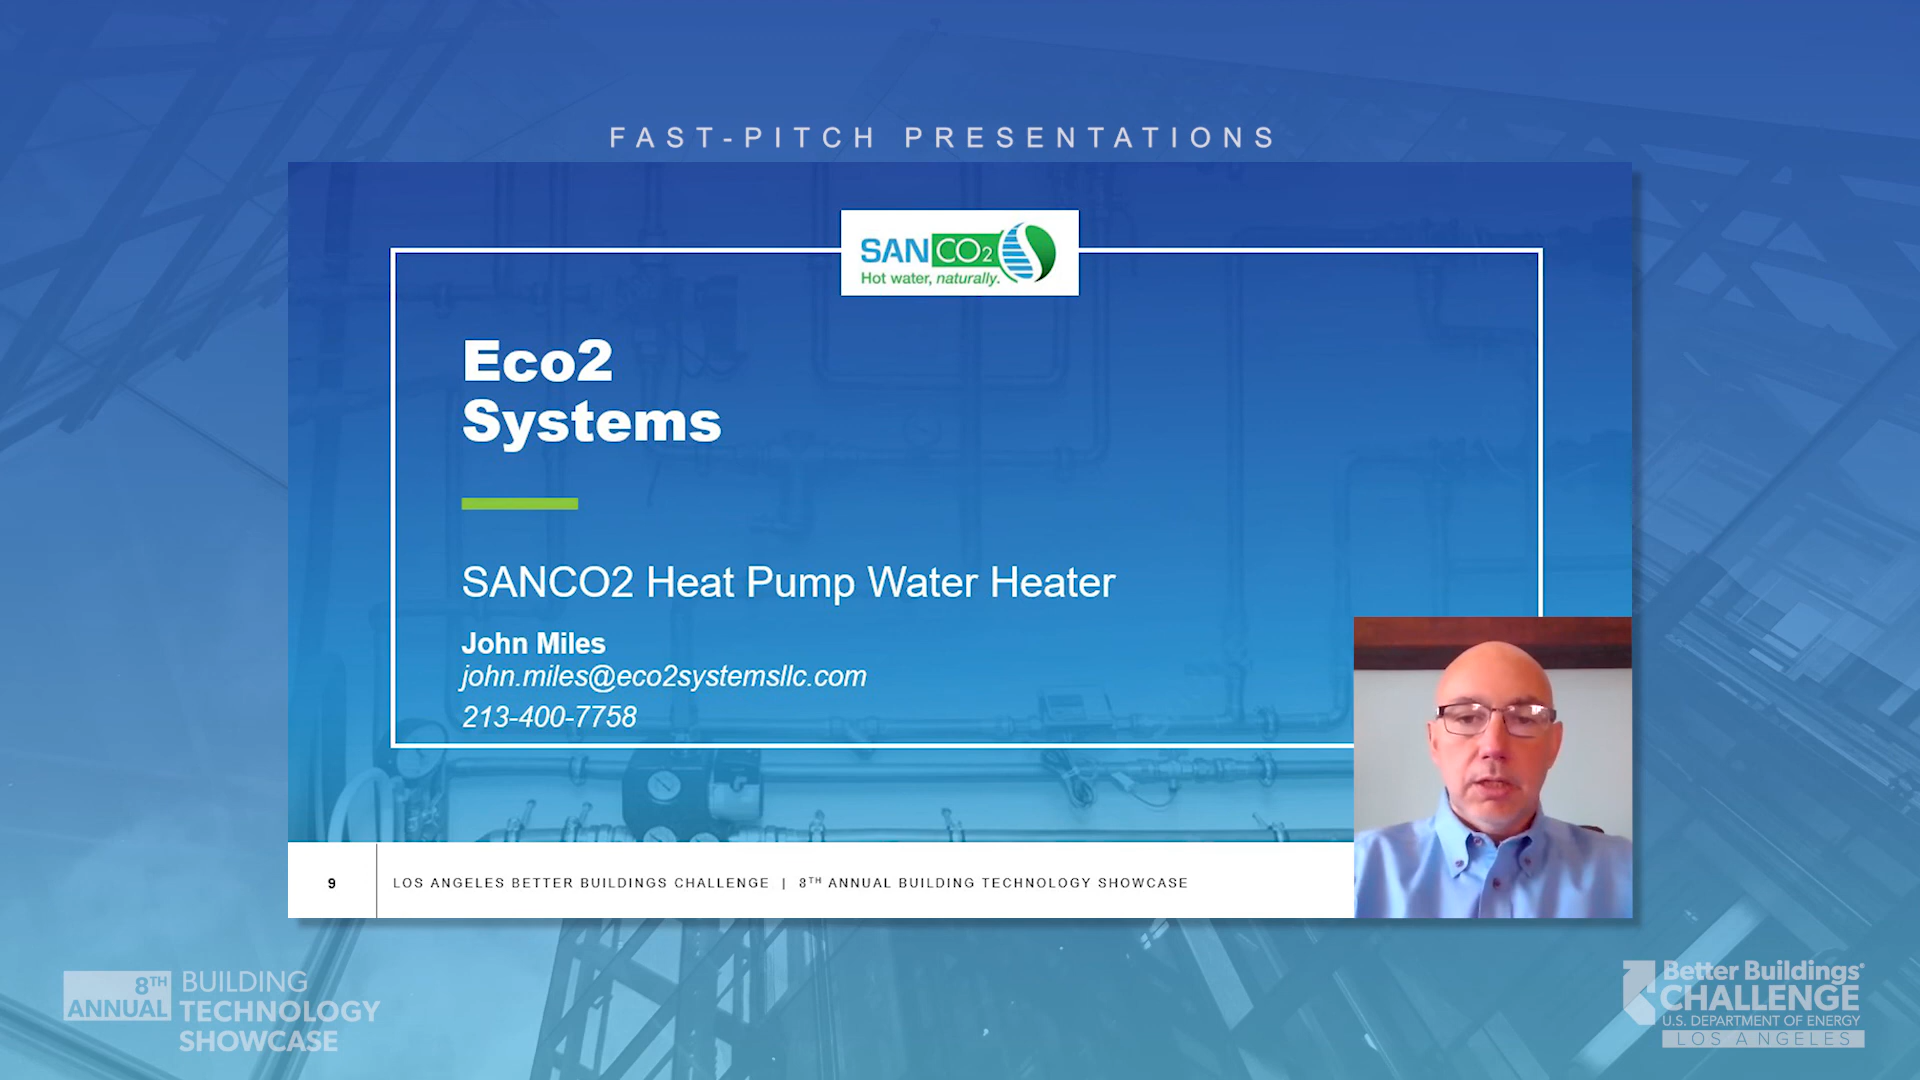 FAST-PITCH PRESENTATIONS
SANCO2
Hot water, naturally.
Eco2
Systems
SANCO2 Heat Pump Water Heater
John Miles
john.miles@eco2systemsllc.com
213-400-7758
9
LOS ANGELES BETTER BUILDINGS CHALLENGE | 8TH ANNUAL BUILDING TECHNOLOGY SHOWCASE
8TH
ANNUAL
BUILDING
TECHNOLOGY
SHOWCASE
Better Buildings®
CHALLENGE
U.S. DEPARTMENT OF ENERGY
LOS ANGELES